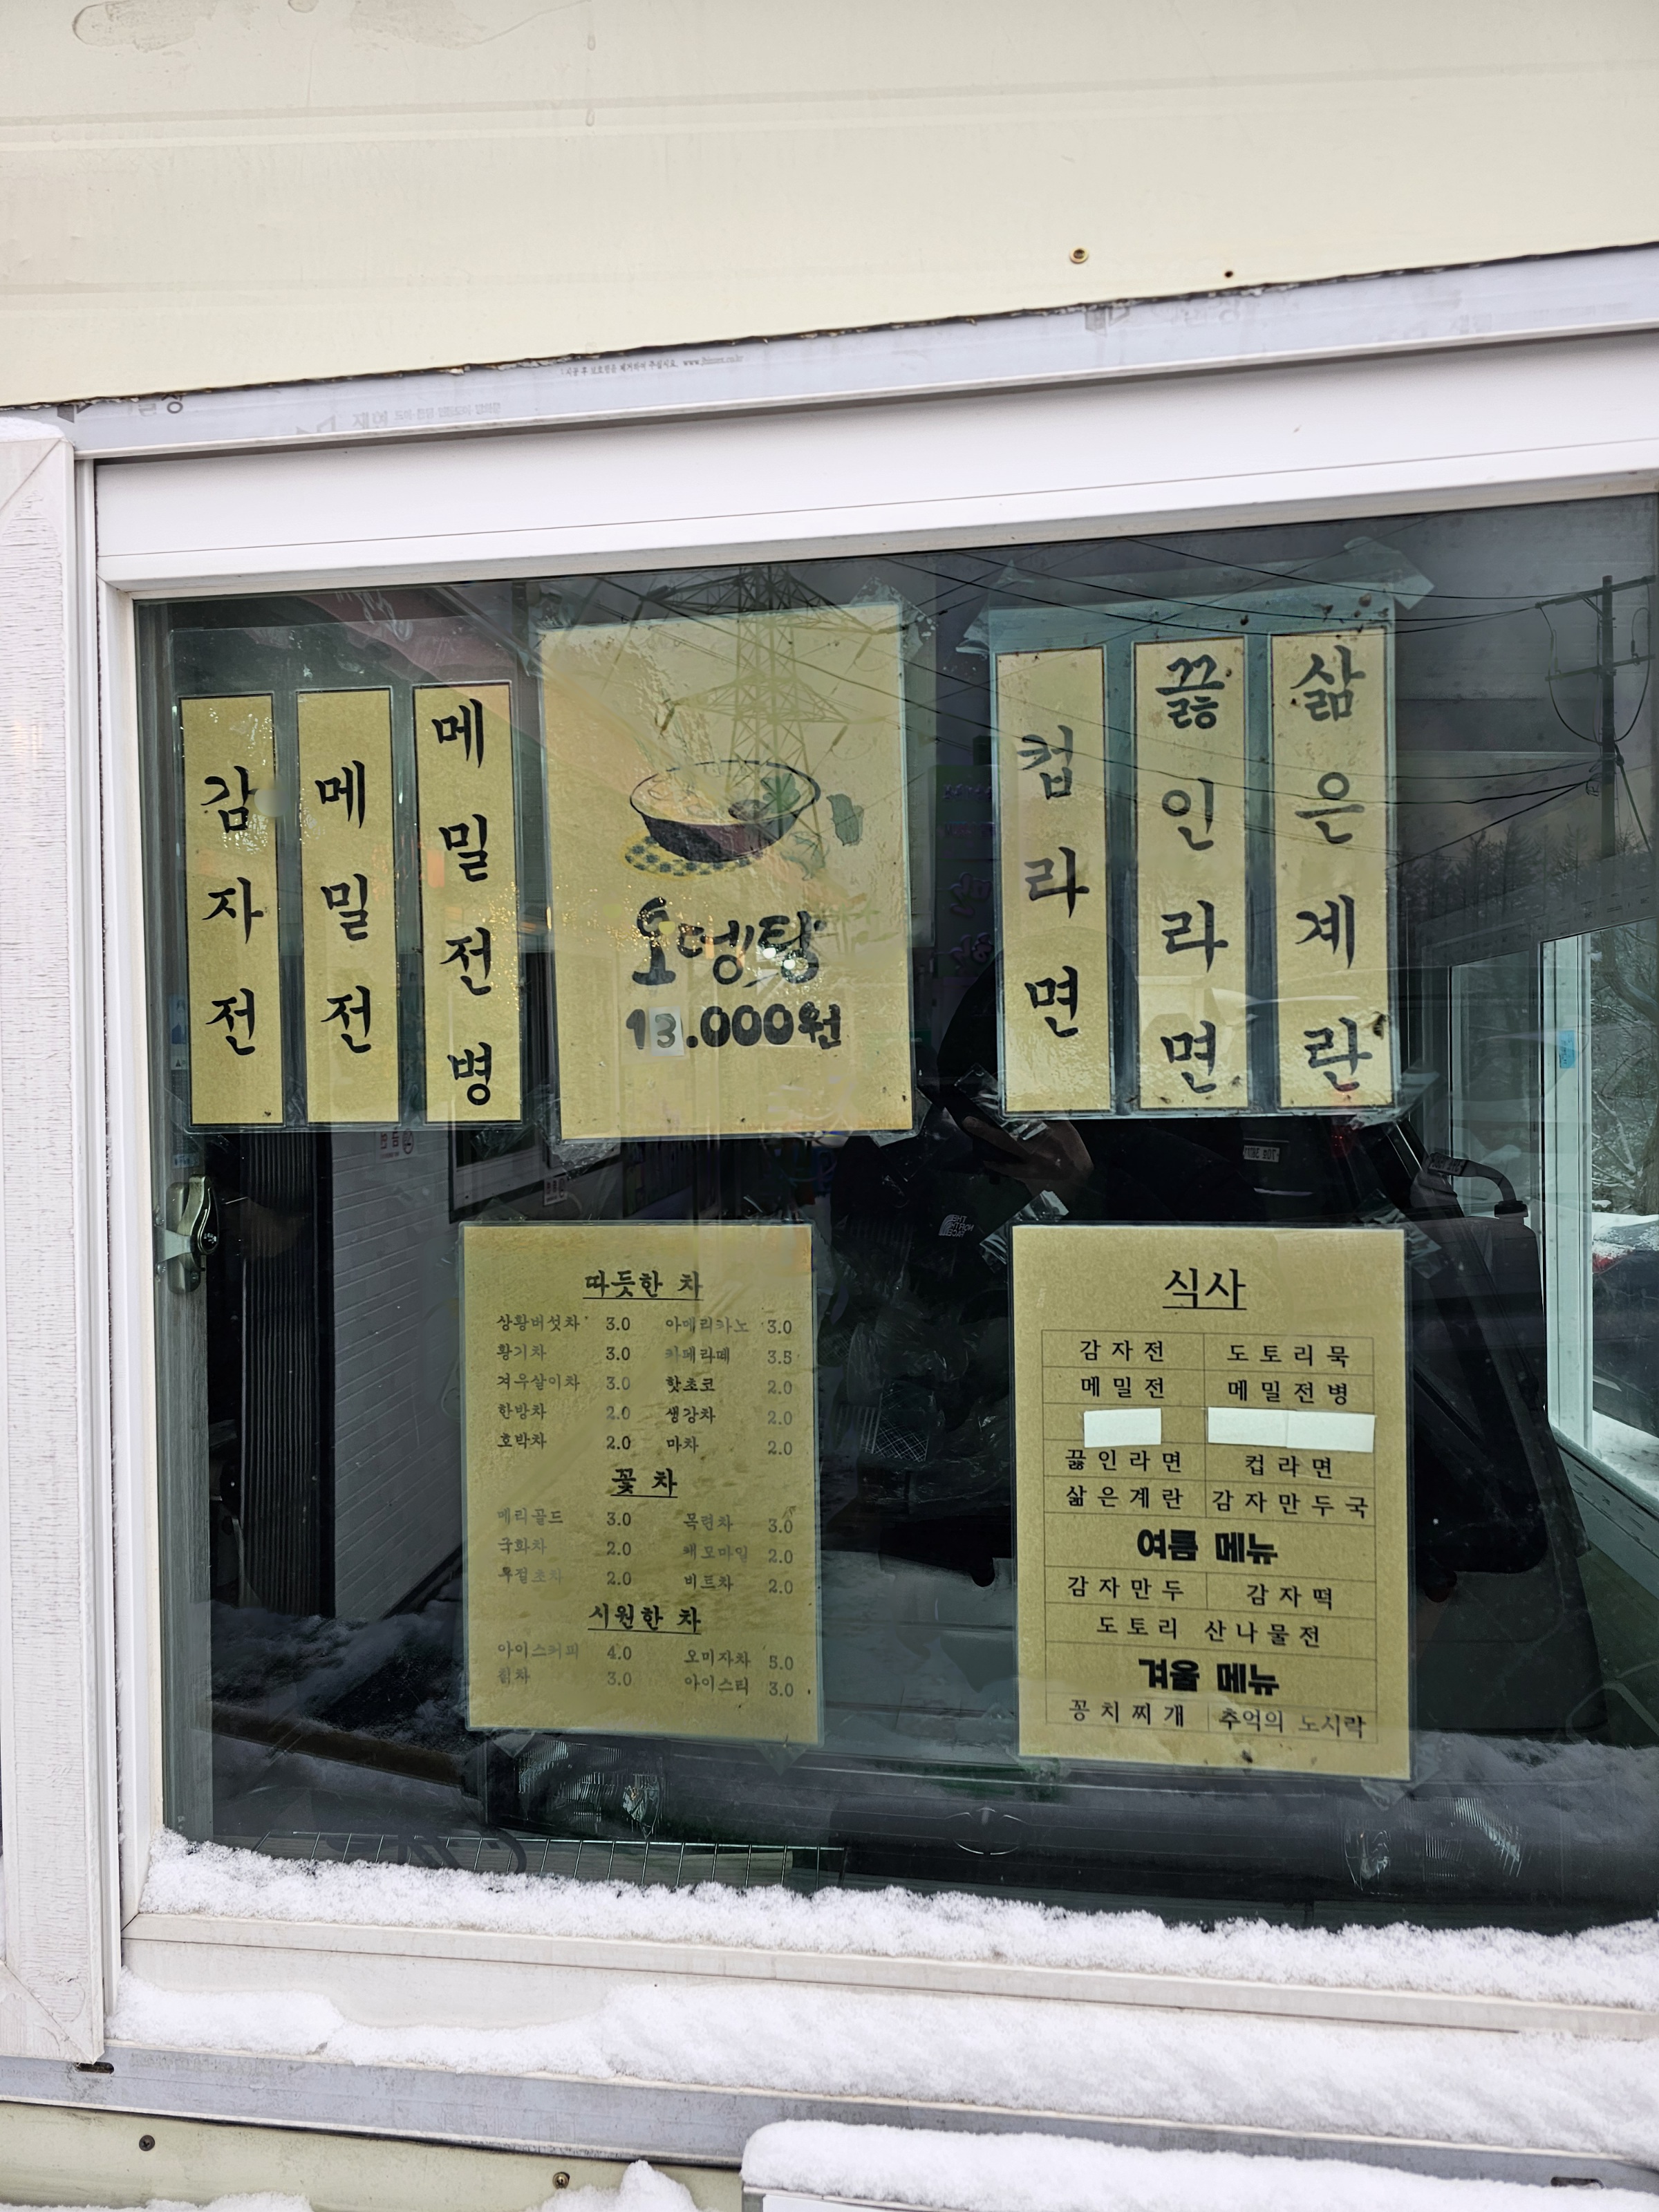 감자전
메밀전
메밀전병
오뎅탕
13.000원
컵라면
끓인라면
삶은계란
따듯한 차
상황버섯차 3.0 아메리카노 3.0
황기차 3.0 카페라떼 3.5
겨우살이차 3.0 핫초코 2.0
한방차 2.0 생강차 2.0
호박차 2.0 마차 2.0
꽃 차
메리골드 3.0 목련차 3.0
국화차 2.0 캐모마일 2.0
2.0 비트차 2.0
시원한 차
아이스커피 4.0 오미자차 5.0
칡차 3.0 아이스티 3.0
식사
감자전 도토리묵
메밀전 메밀전병
끓인라면 컵라면
삶은계란 감자만두국
여름 메뉴
감자만두 감자떡
도토리 산나물전
겨울 메뉴
꽁치찌개 추억의 도시락